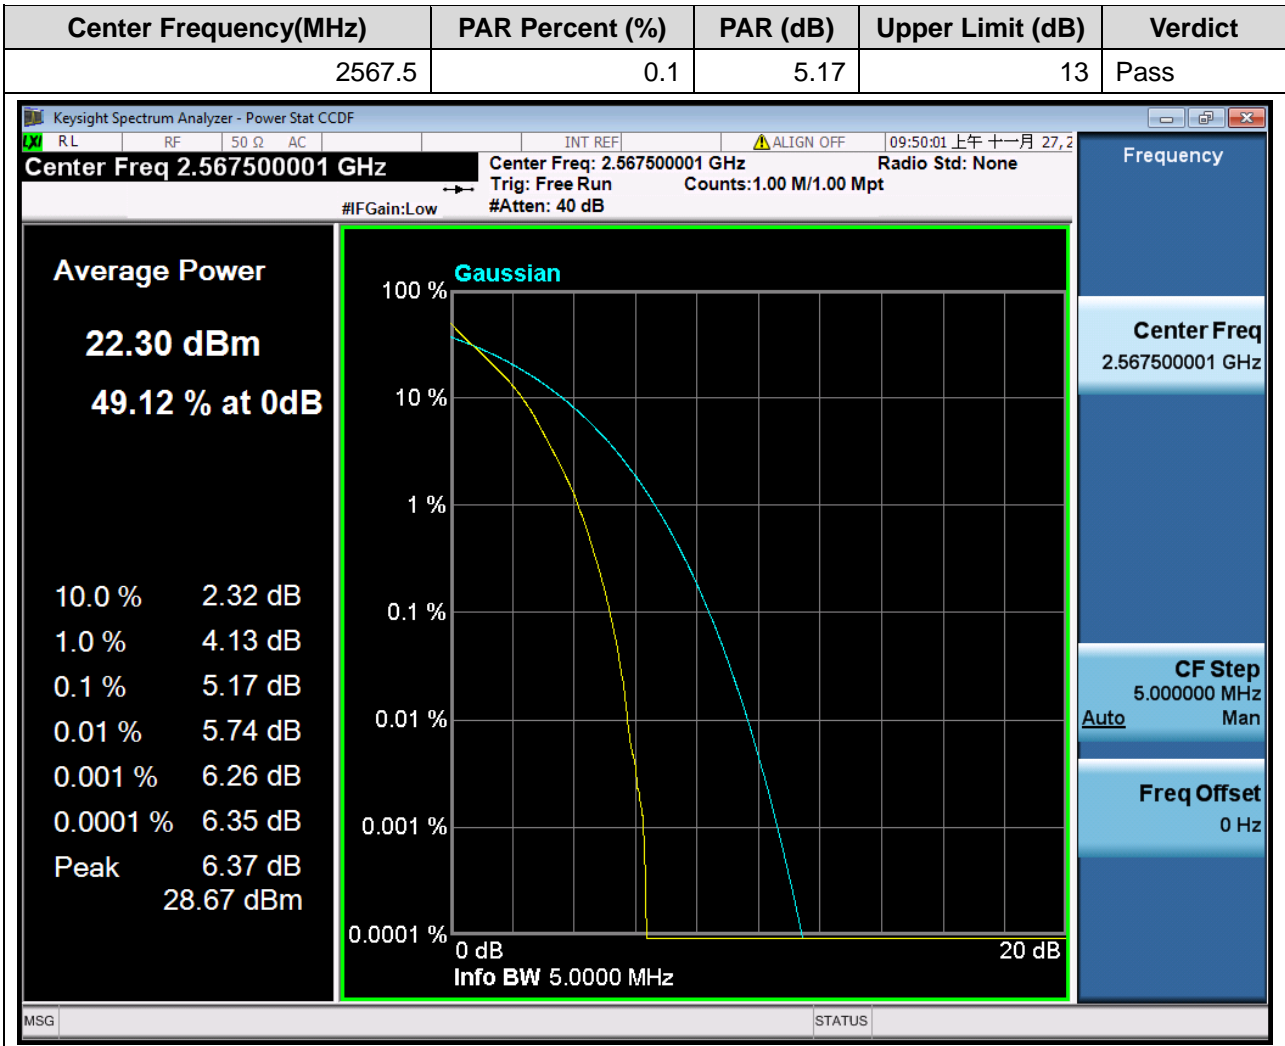 Center Frequency(MHz) PAR Percent (%) PAR (dB) Upper Limit (dB) Verdict
2567.5 0.1 5.17 13 Pass
Keysight Spectrum Analyzer - Power Stat CCDF
LXI RL RF 50 Ω AC INT REF ALIGN OFF 09:50:01 上午 十一月 27, 2
Center Freq 2.567500001 GHz
Center Freq: 2.567500001 GHz Radio Std: None
Trig: Free Run Counts:1.00 M/1.00 Mpt
#IFGain:Low #Atten: 40 dB
Frequency
Average Power
22.30 dBm
49.12 % at 0dB
10.0 % 2.32 dB
1.0 % 4.13 dB
0.1 % 5.17 dB
0.01 % 5.74 dB
0.001 % 6.26 dB
0.0001 % 6.35 dB
Peak 6.37 dB
28.67 dBm
Gaussian
100 %
10 %
1 %
0.1 %
0.01 %
0.001 %
0.0001 %
0 dB 20 dB
Info BW 5.0000 MHz
Center Freq
2.567500001 GHz
CF Step
5.000000 MHz
Auto Man
Freq Offset
0 Hz
MSG STATUS